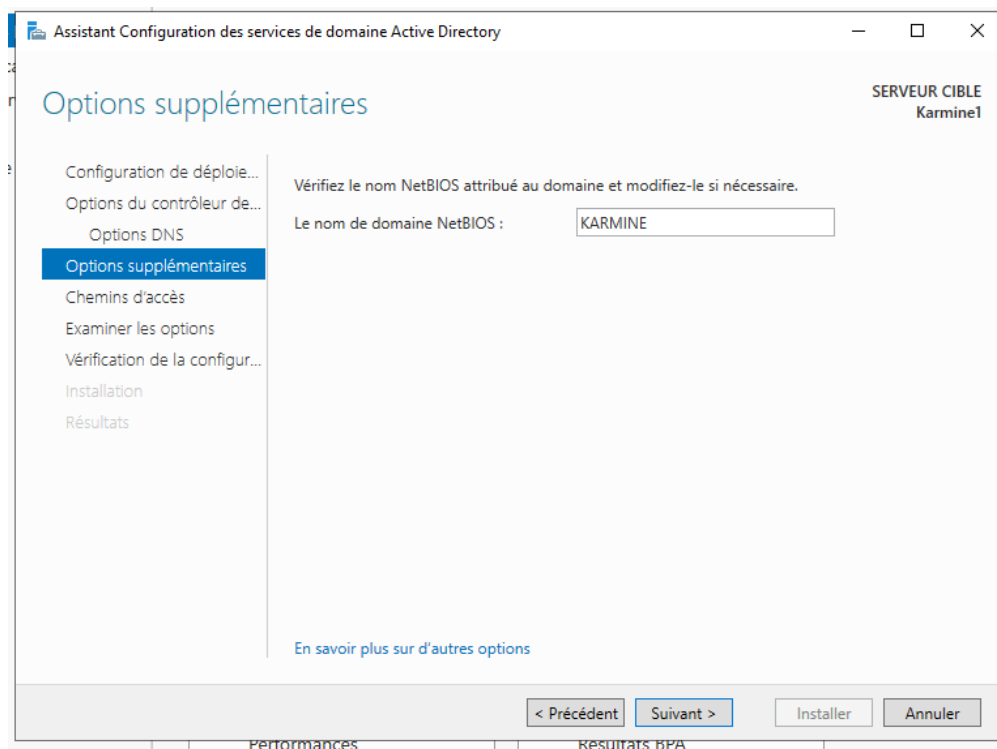 Assistant Configuration des services de domaine Active Directory
Options supplémentaires
SERVEUR CIBLE
Karmine1
Configuration de déploie...
Options du contrôleur de...
Options DNS
Options supplémentaires
Chemins d'accès
Examiner les options
Vérification de la configur...
Installation
Résultats
Vérifiez le nom NetBIOS attribué au domaine et modifiez-le si nécessaire.
Le nom de domaine NetBIOS :
KARMINE
En savoir plus sur d'autres options
< Précédent
Suivant >
Installer
Annuler
Performances
Résultats BPA